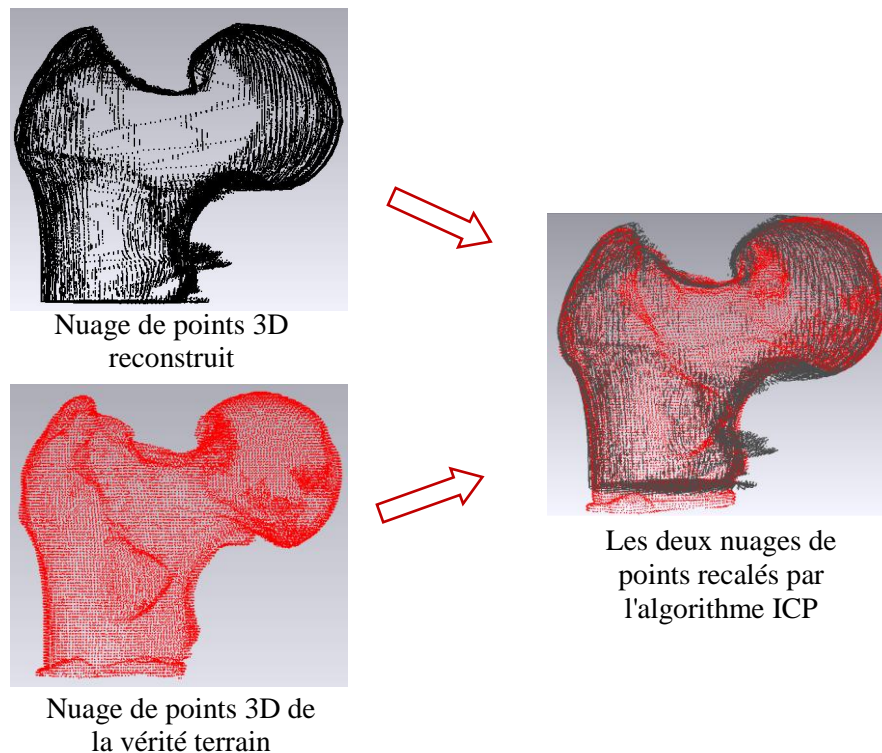 Nuage de points 3D
reconstruit
Nuage de points 3D de
la vérité terrain
Les deux nuages de
points recalés par
l'algorithme ICP